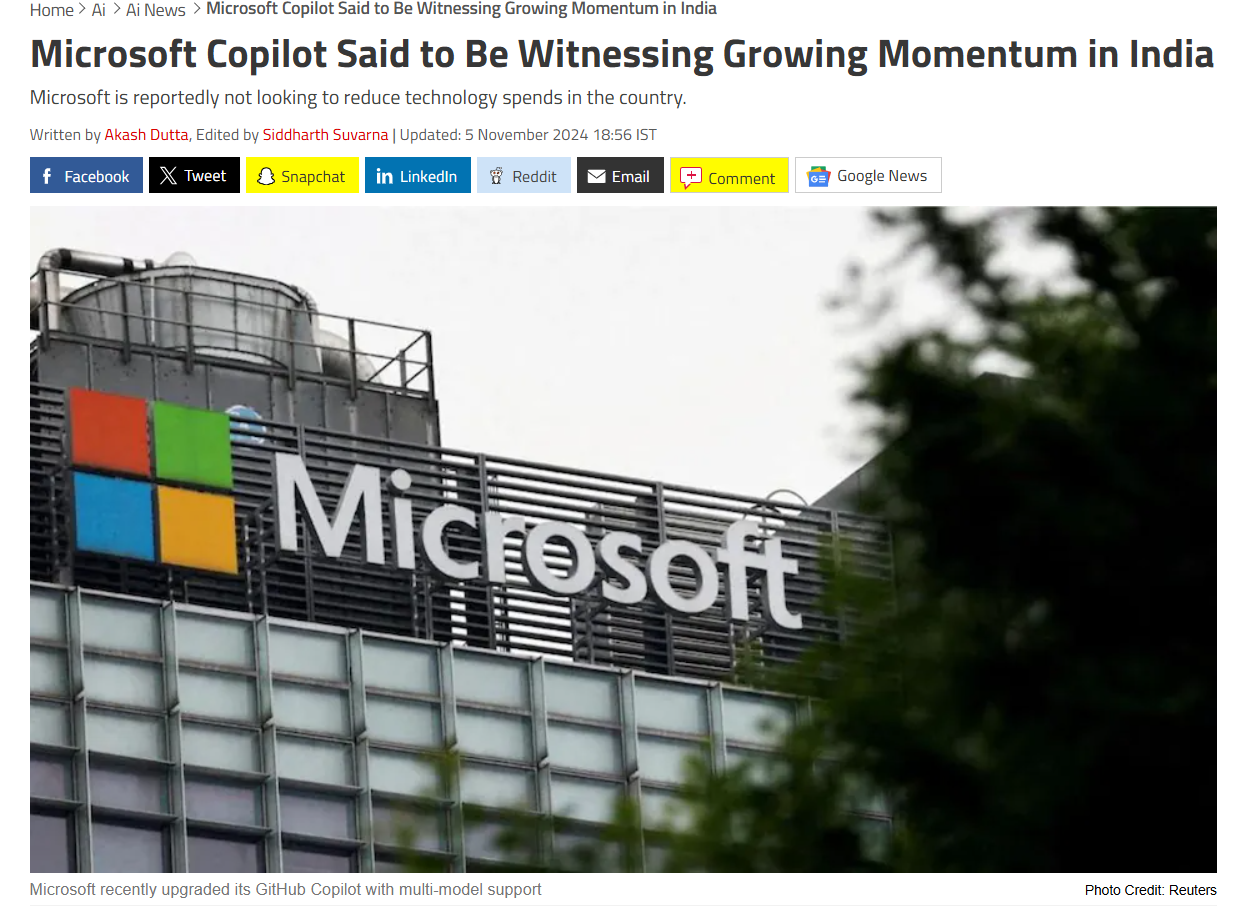 Home > Ai > Ai News > Microsoft Copilot Said to Be Witnessing Growing Momentum in India
Microsoft Copilot Said to Be Witnessing Growing Momentum in India
Microsoft is reportedly not looking to reduce technology spends in the country.
Written by Akash Dutta, Edited by Siddharth Suvarna | Updated: 5 November 2024 18:56 IST
Facebook Tweet Snapchat LinkedIn Reddit Email Comment Google News
Microsoft
Microsoft recently upgraded its GitHub Copilot with multi-model support
Photo Credit: Reuters